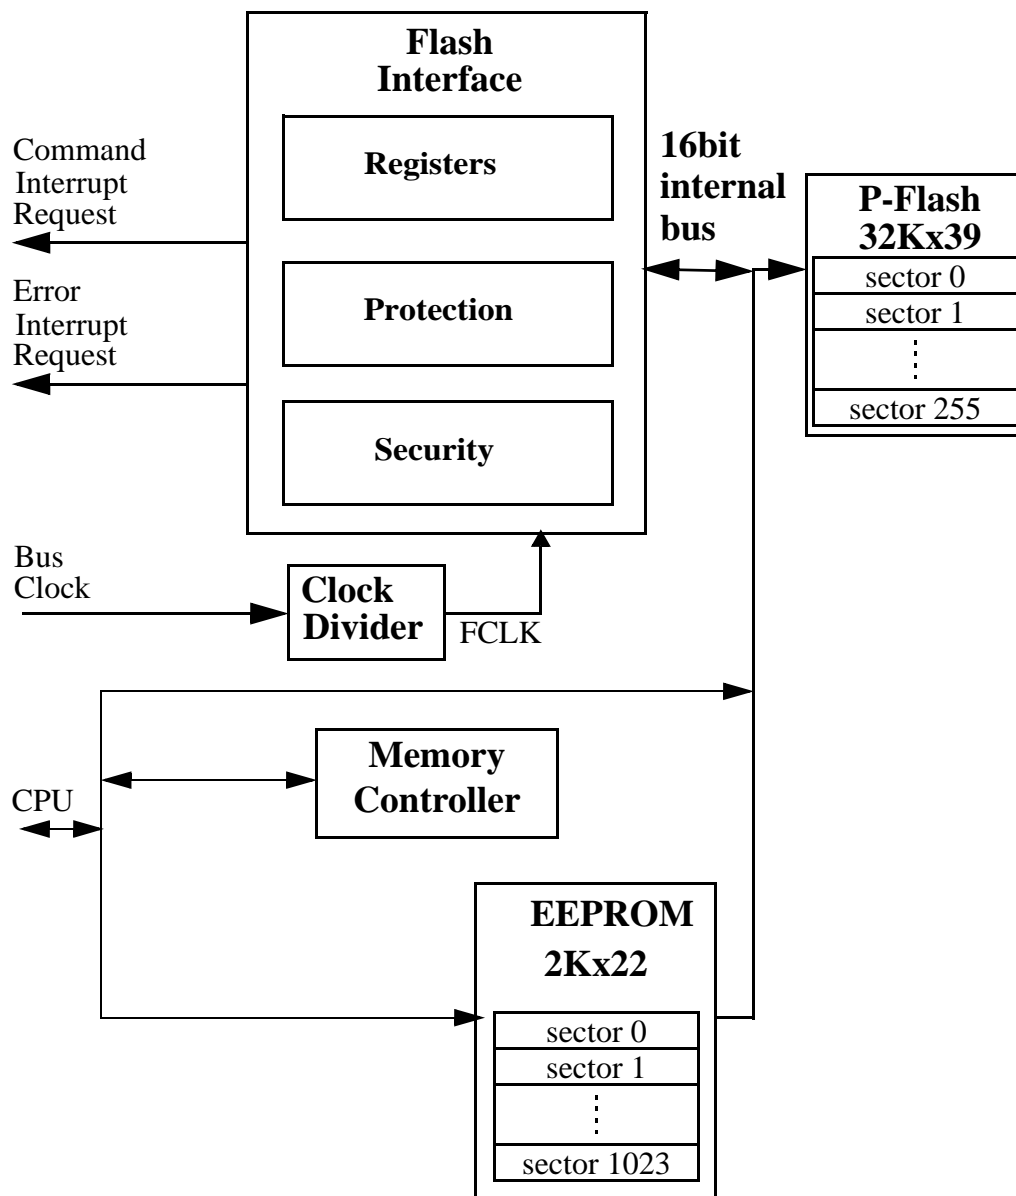 Flash
Interface
Registers
Protection
Security
Command
Interrupt
Request
Error
Interrupt
Request
16bit
internal
bus
P-Flash
32Kx39
sector 0
sector 1
sector 255
Bus
Clock
Clock
Divider
FCLK
Memory
Controller
CPU
EEPROM
2Kx22
sector 0
sector 1
sector 1023